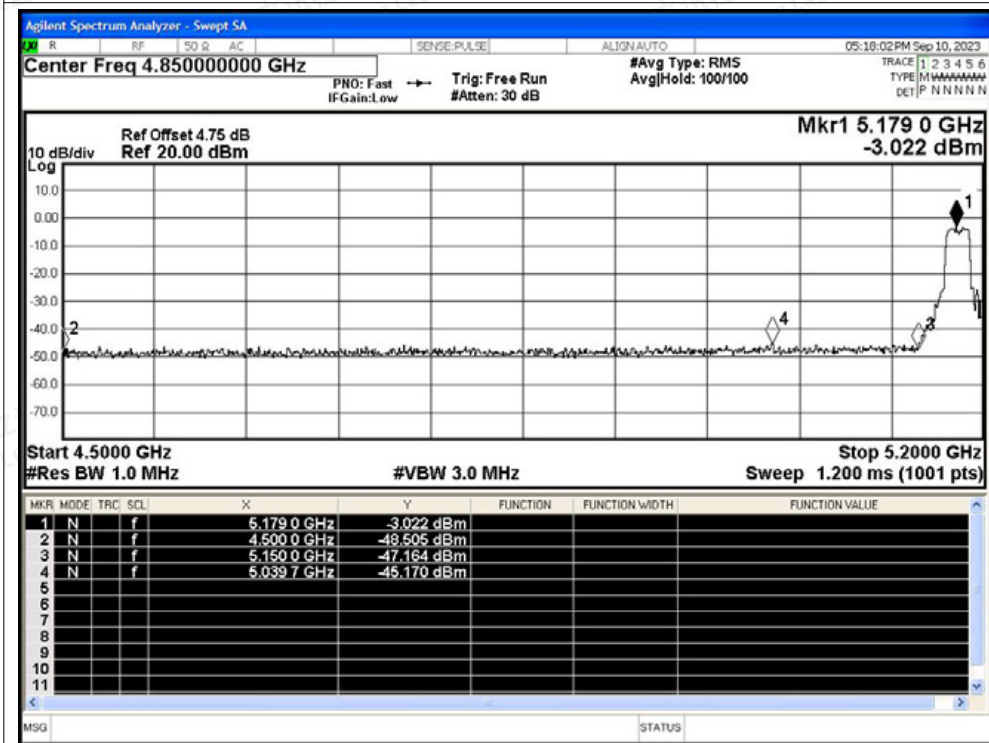 Agilent Spectrum Analyzer - Swept SA
LXI R RF 50 Ω AC SENSE:PULSE ALIGN AUTO 05:18:02 PM Sep 10, 2023
Center Freq 4.850000000 GHz
PNO: Fast
IFGain:Low
Trig: Free Run
#Atten: 30 dB
#Avg Type: RMS
Avg|Hold: 100/100
TRACE 1 2 3 4 5 6
TYPE M
DET P N N N N N
Mkr1 5.179 0 GHz
-3.022 dBm
Ref Offset 4.75 dB
10 dB/div Ref 20.00 dBm
Log
10.0
0.00
-10.0
-20.0
-30.0
-40.0
-50.0
-60.0
-70.0
1
2
4
3
Start 4.5000 GHz Stop 5.2000 GHz
#Res BW 1.0 MHz #VBW 3.0 MHz Sweep 1.200 ms (1001 pts)
MKR MODE TRC SCL X Y FUNCTION FUNCTION WIDTH FUNCTION VALUE
1 N f 5.179 0 GHz -3.022 dBm
2 N f 4.500 0 GHz -48.505 dBm
3 N f 5.150 0 GHz -47.164 dBm
4 N f 5.039 7 GHz -45.170 dBm
5
6
7
8
9
10
11
MSG STATUS